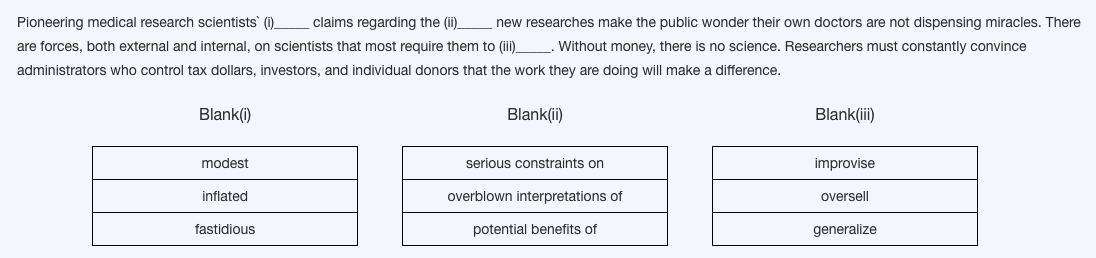 Pioneering medical research scientists` (i)_____ claims regarding the (ii)_____ new researches make the public wonder their own doctors are not dispensing miracles. There
are forces, both external and internal, on scientists that most require them to (iii)_____. Without money, there is no science. Researchers must constantly convince
administrators who control tax dollars, investors, and individual donors that the work they are doing will make a difference.
Blank(i) Blank(ii) Blank(iii)
modest serious constraints on improvise
inflated overblown interpretations of oversell
fastidious potential benefits of generalize